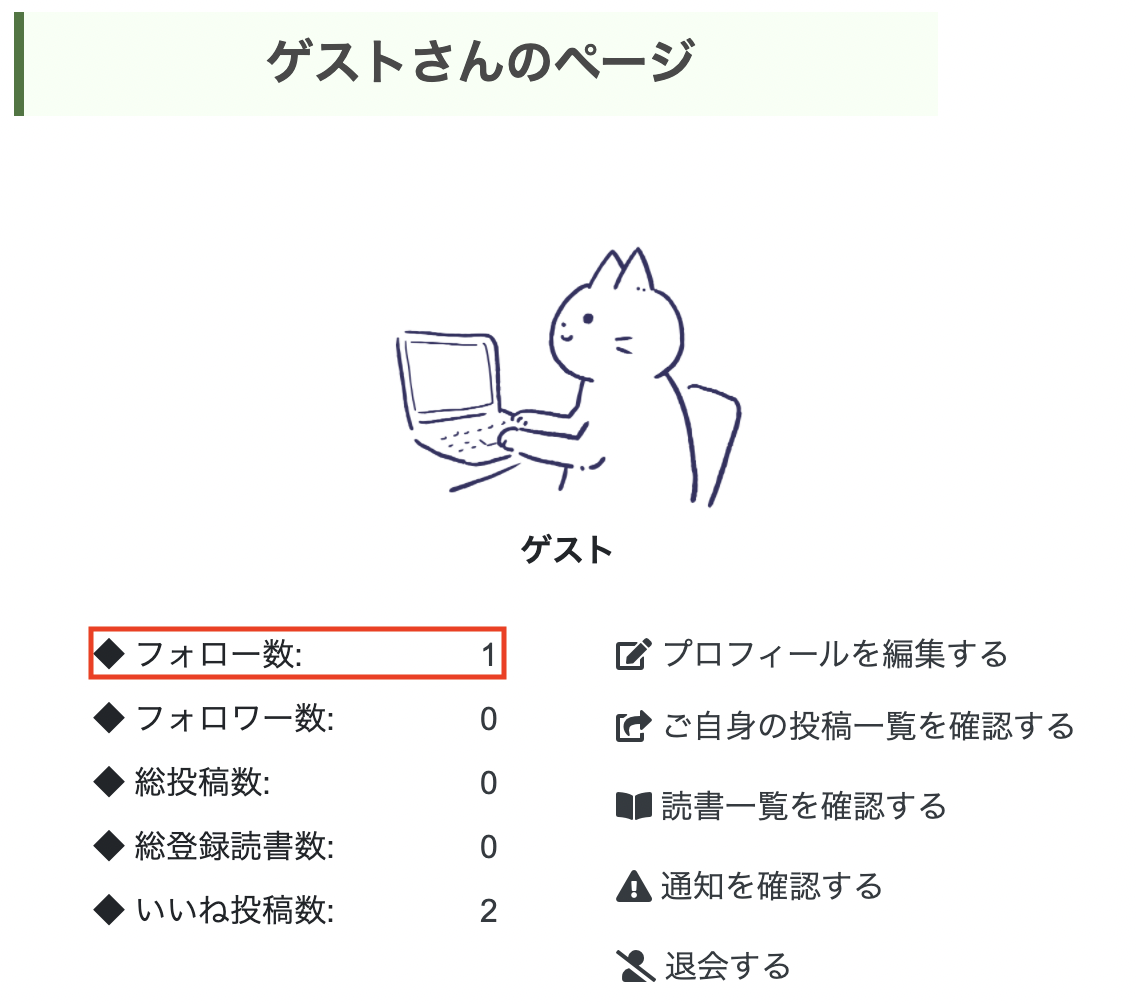 ゲストさんのページ
ゲスト
◆ フォロー数: 1
◆ フォロワー数: 0
◆ 総投稿数: 0
◆ 総登録読書数: 0
◆ いいね投稿数: 2
プロフィールを編集する
ご自身の投稿一覧を確認する
読書一覧を確認する
通知を確認する
退会する